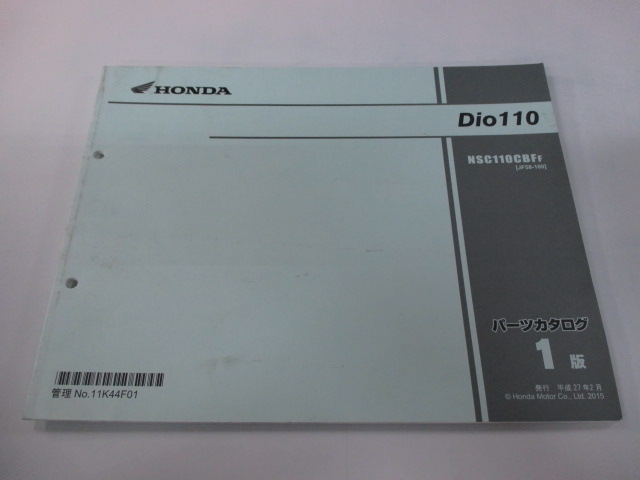 HONDA
Dio110
NSC110CBFF
[JF58-100]
パーツカタログ
1 版
発行 平成27年2月
© Honda Motor Co., Ltd. 2015
管理 No.11K44F01